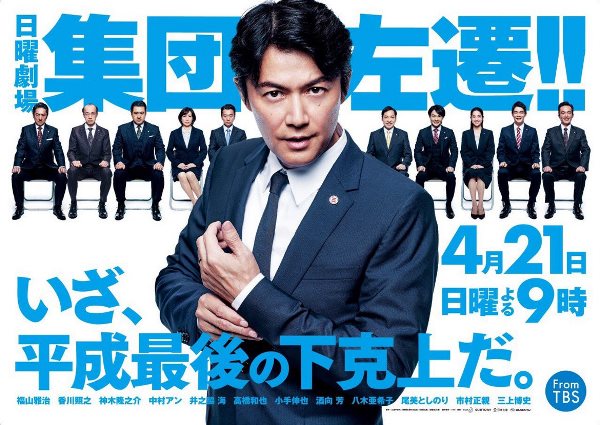 日曜劇場
集団左遷!!
4月21日
日曜よる9時
いざ、
平成最後の下克上だ。
From
TBS
福山雅治 香川照之 神木隆之介 中村アン 井之脇 海 高橋和也 小手伸也 酒向 芳 八木亜希子 尾美としのり 市村正親 三上博史